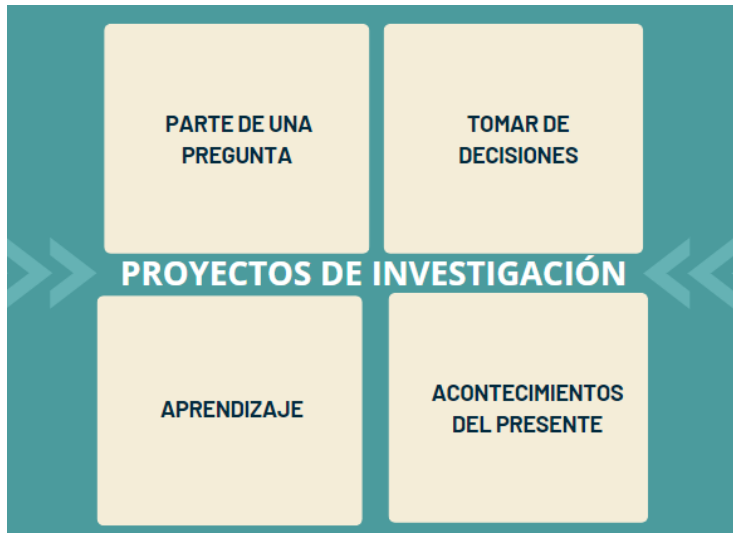 PARTE DE UNA
PREGUNTA
TOMAR DE
DECISIONES
PROYECTOS DE INVESTIGACIÓN
APRENDIZAJE
ACONTECIMIENTOS
DEL PRESENTE